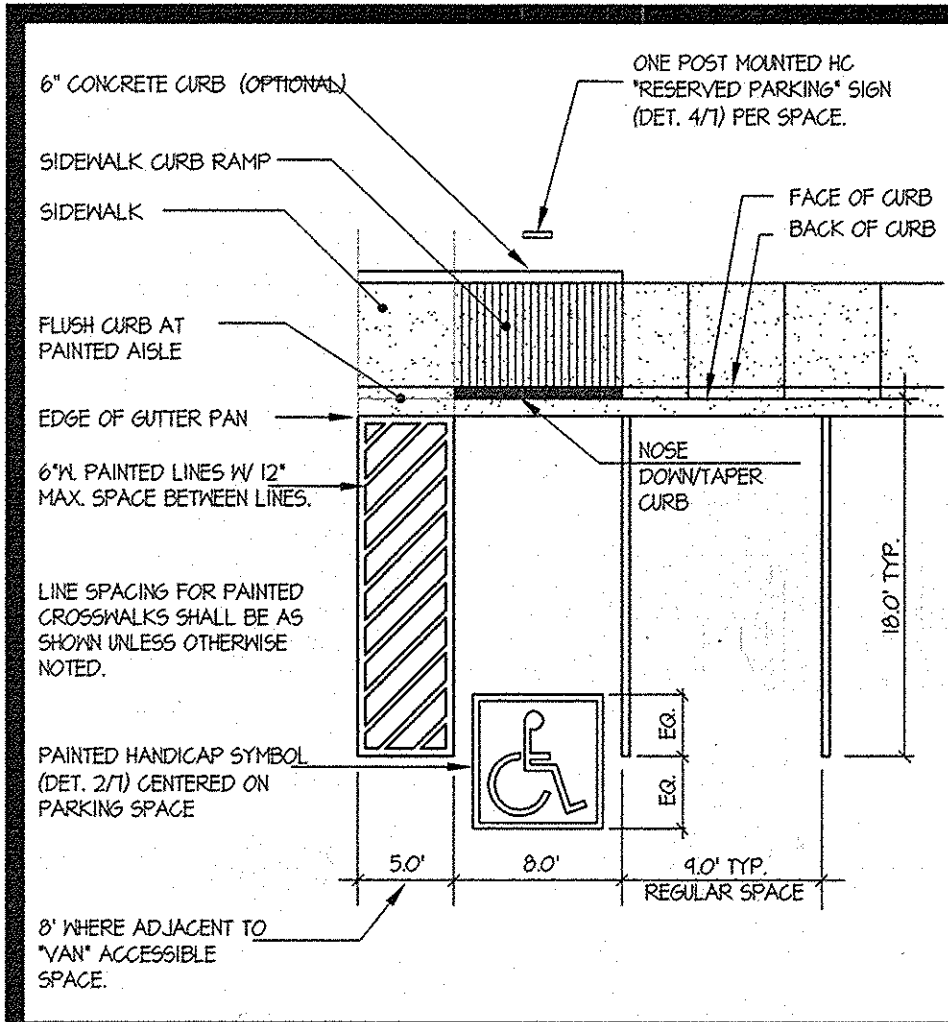 6" CONCRETE CURB (OPTIONAL)
ONE POST MOUNTED HC
"RESERVED PARKING" SIGN
(DET. 4/7) PER SPACE.
SIDEWALK CURB RAMP
SIDEWALK
FACE OF CURB
BACK OF CURB
FLUSH CURB AT
PAINTED AISLE
EDGE OF GUTTER PAN
NOSE
DOWN/TAPER
CURB
6"W. PAINTED LINES W/ 12"
MAX. SPACE BETWEEN LINES.
18.0' TYP.
LINE SPACING FOR PAINTED
CROSSWALKS SHALL BE AS
SHOWN UNLESS OTHERWISE
NOTED.
EQ.
EQ.
PAINTED HANDICAP SYMBOL
(DET. 2/7) CENTERED ON
PARKING SPACE
5.0'
8.0'
9.0' TYP.
REGULAR SPACE
8' WHERE ADJACENT TO
"VAN" ACCESSIBLE
SPACE.